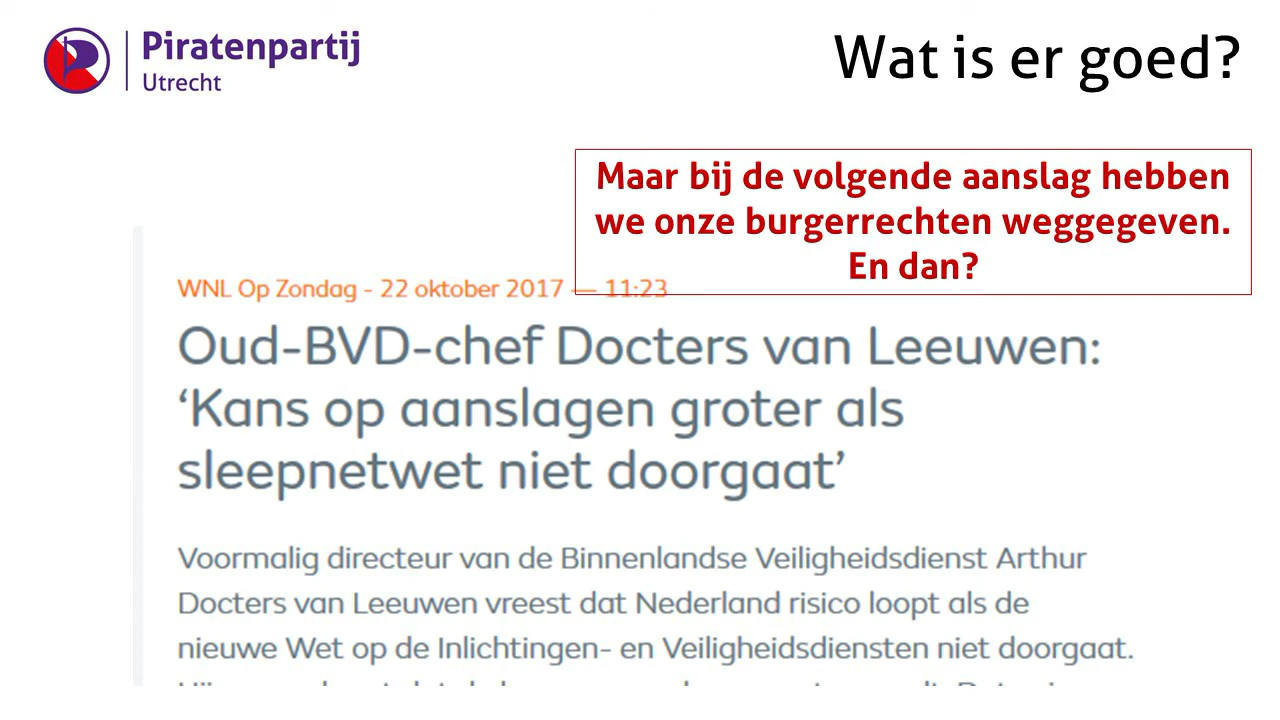 Piratenpartij
Utrecht
Wat is er goed?
Maar bij de volgende aanslag hebben
we onze burgerrechten weggegeven.
En dan?
WNL Op Zondag - 22 oktober 2017 — 11:23
Oud-BVD-chef Docters van Leeuwen:
‘Kans op aanslagen groter als
sleepnetwet niet doorgaat’
Voormalig directeur van de Binnenlandse Veiligheidsdienst Arthur
Docters van Leeuwen vreest dat Nederland risico loopt als de
nieuwe Wet op de Inlichtingen- en Veiligheidsdiensten niet doorgaat.